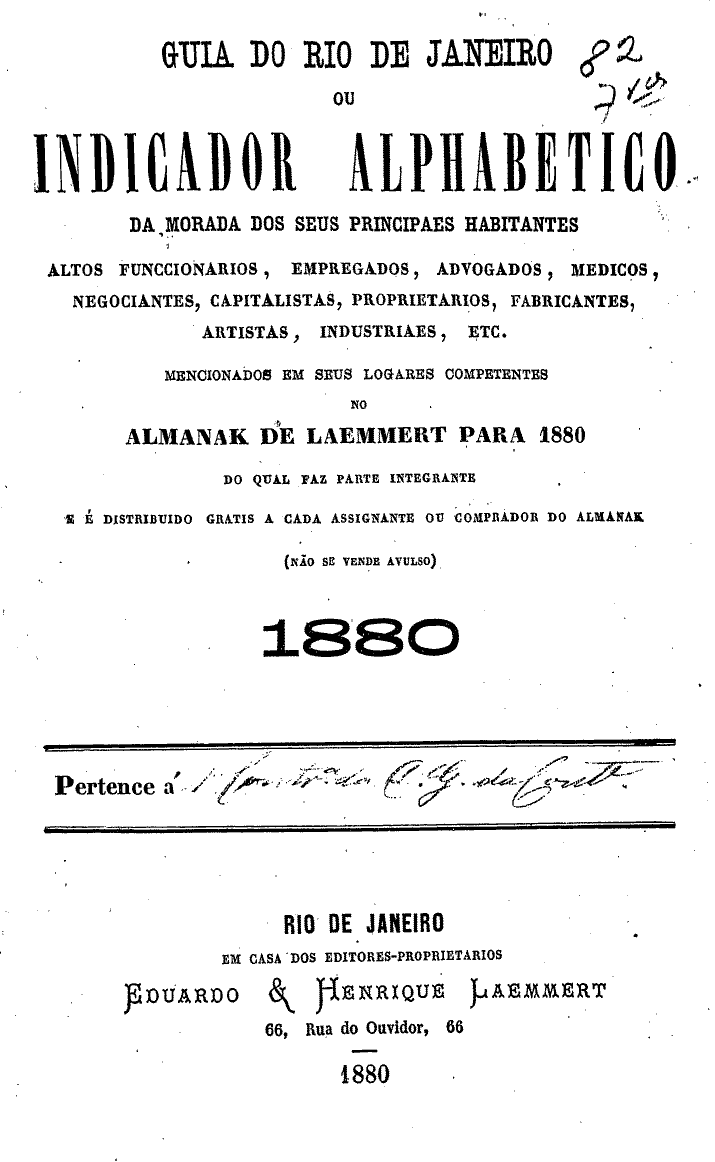 GUIA DO RIO DE JANEIRO
82
OU
INDICADOR ALPHABETICO
DA MORADA DOS SEUS PRINCIPAES HABITANTES
ALTOS FUNCCIONARIOS, EMPREGADOS, ADVOGADOS, MEDICOS,
NEGOCIANTES, CAPITALISTAS, PROPRIETARIOS, FABRICANTES,
ARTISTAS, INDUSTRIAES, ETC.
MENCIONADOS EM SEUS LOGARES COMPETENTES
NO
ALMANAK DE LAEMMERT PARA 1880
DO QUAL FAZ PARTE INTEGRANTE
E É DISTRIBUIDO GRATIS A CADA ASSIGNANTE OU COMPRADOR DO ALMANAK
(NÃO SE VENDE AVULSO)
1880
Pertence á
RIO DE JANEIRO
EM CASA DOS EDITORES-PROPRIETARIOS
EDUARDO & HENRIQUE LAEMMERT
66, Rua do Ouvidor, 66
1880